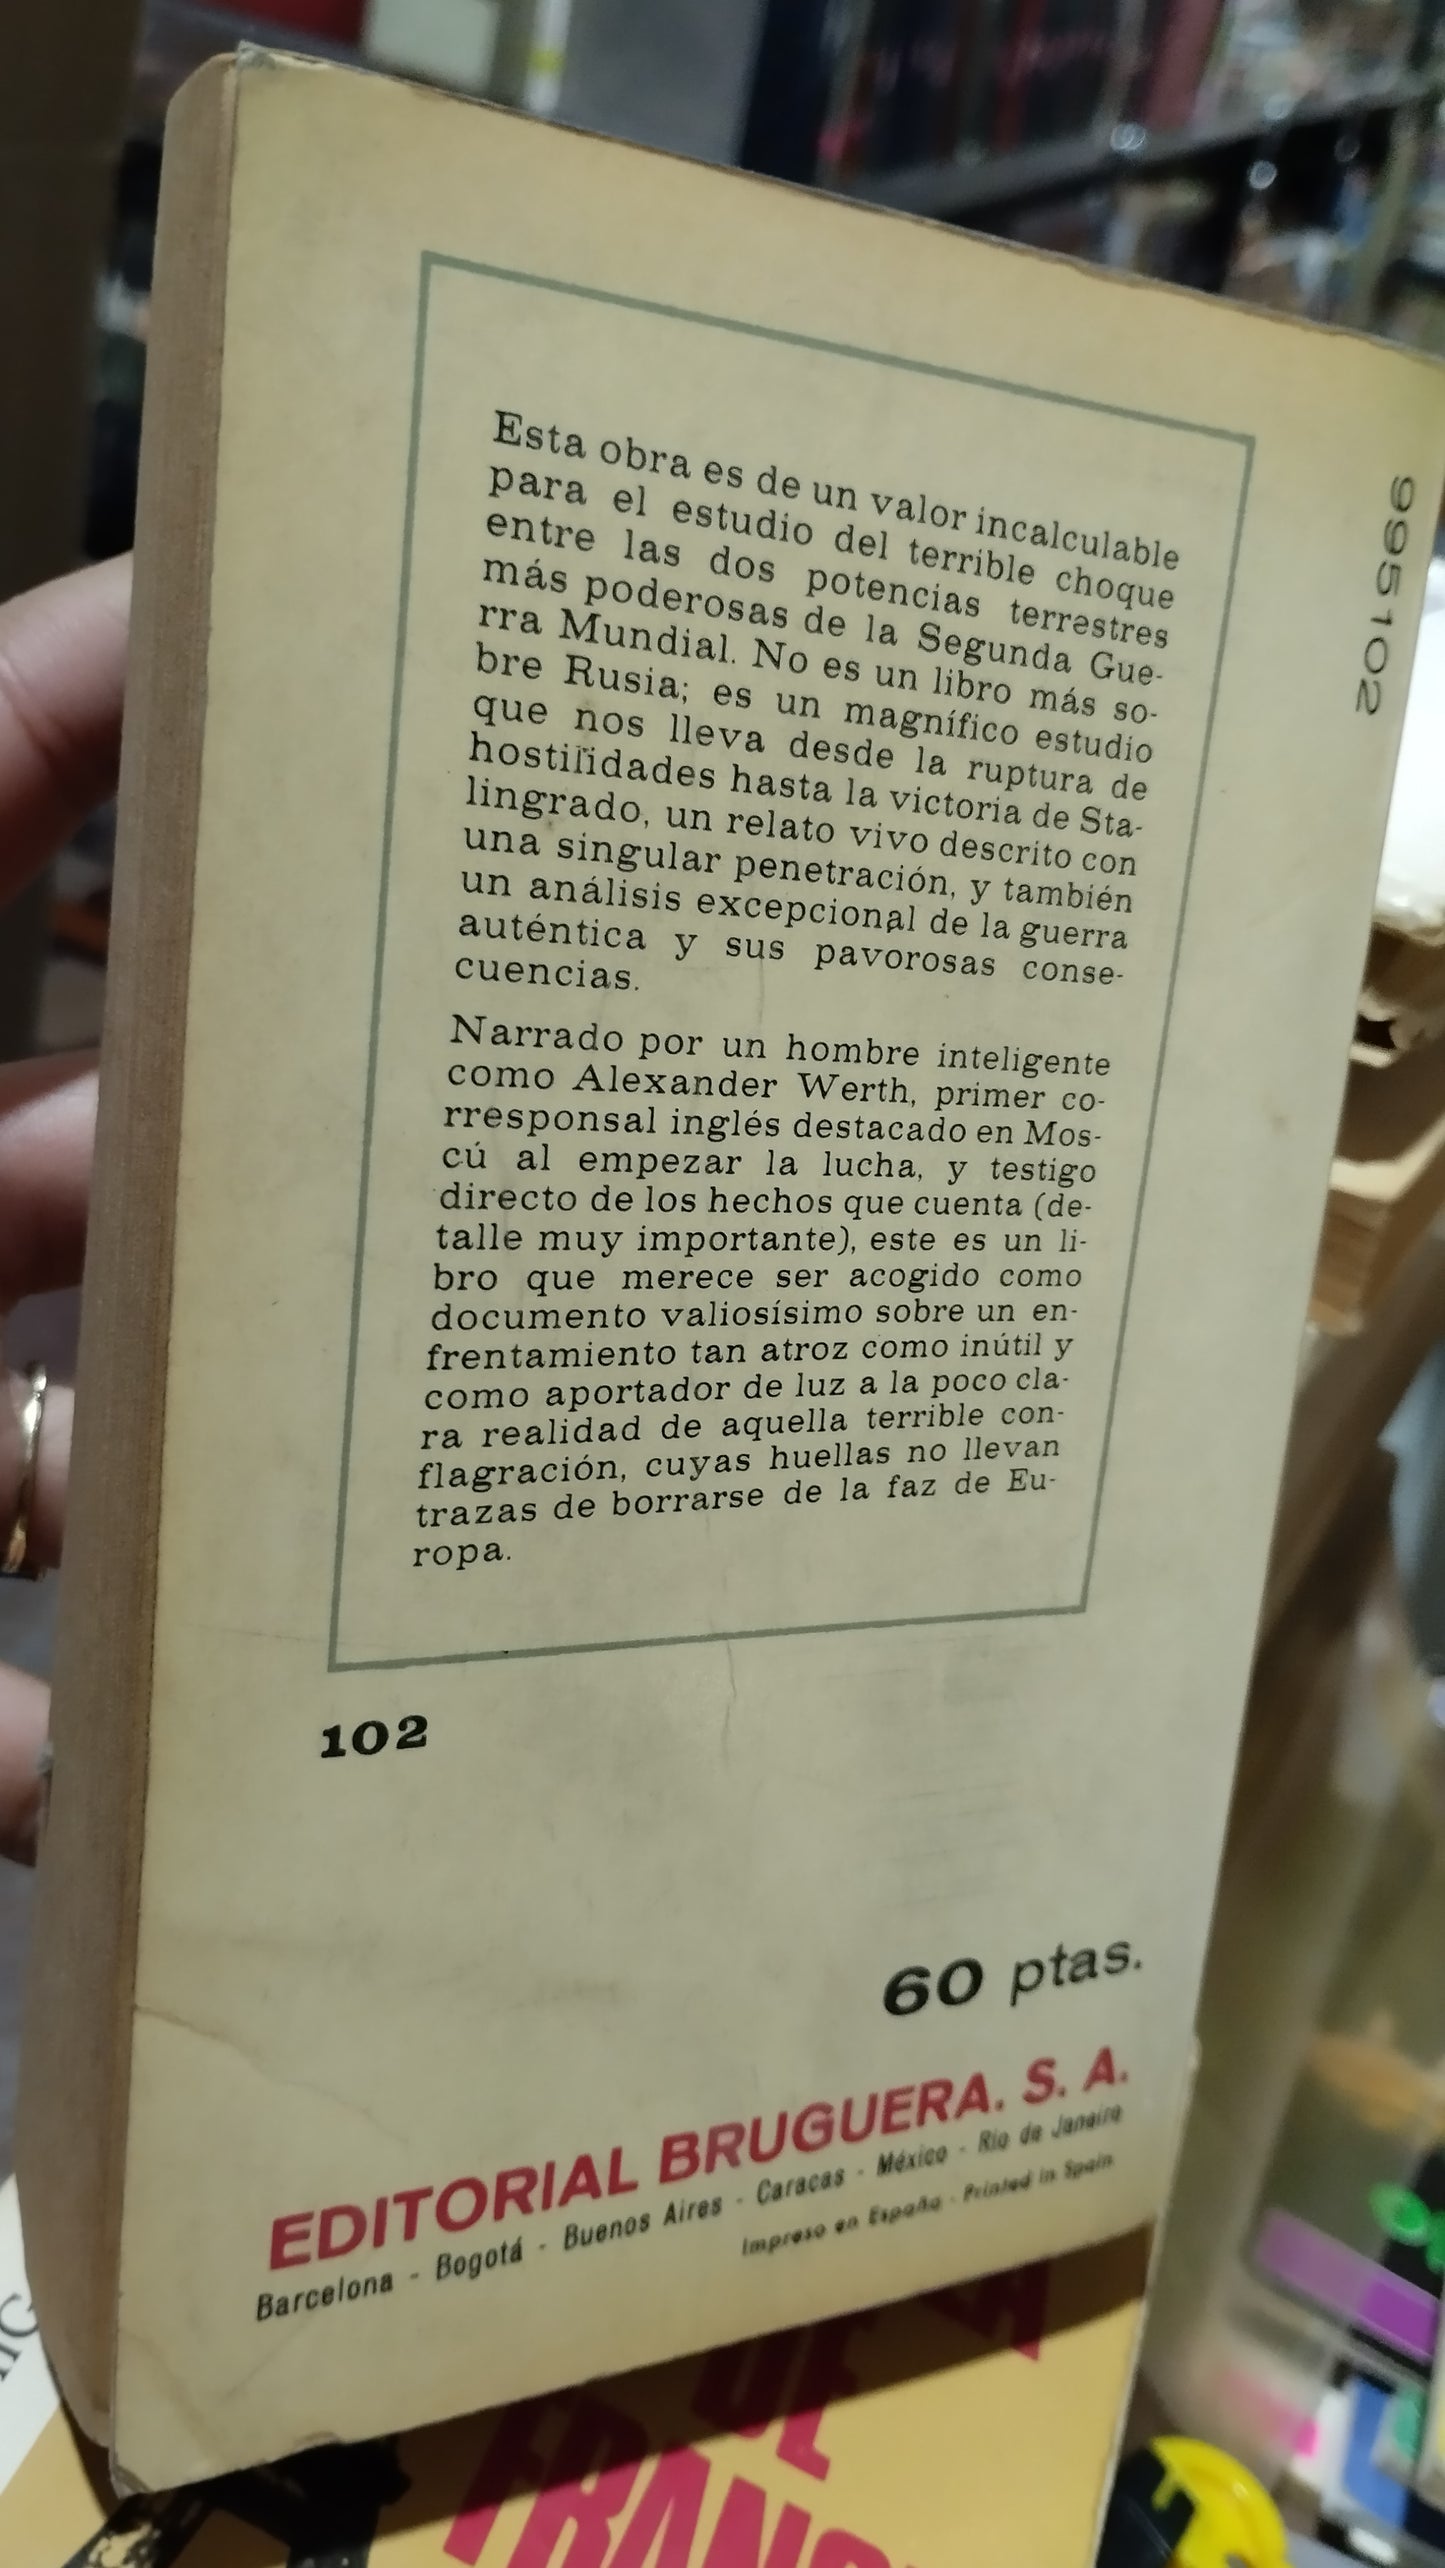 Esta obra es de un valor incalculable
para el estudio del terrible choque
entre las dos potencias terrestres
más poderosas de la Segunda Gue-
rra Mundial. No es un libro más so-
bre Rusia; es un magnífico estudio
que nos lleva desde la ruptura de
hostilidades hasta la victoria de Sta-
lingrado, un relato vivo descrito con
una singular penetración, y también
un análisis excepcional de la guerra
auténtica y sus pavorosas conse-
cuencias.
Narrado por un hombre inteligente
como Alexander Werth, primer co-
rresponsal inglés destacado en Mos-
cú al empezar la lucha, y testigo
directo de los hechos que cuenta (de-
talle muy importante), este es un li-
bro que merece ser acogido como
documento valiosísimo sobre un en-
frentamiento tan atroz como inútil y
como aportador de luz a la poco cla-
ra realidad de aquella terrible con-
flagración, cuyas huellas no llevan
trazas de borrarse de la faz de Eu-
ropa.
995102
102
60 ptas.
EDITORIAL BRUGUERA. S. A.
Barcelona - Bogotá - Buenos Aires - Caracas - México - Rio de Janeiro
Impreso en España - Printed in Spain
DE LA